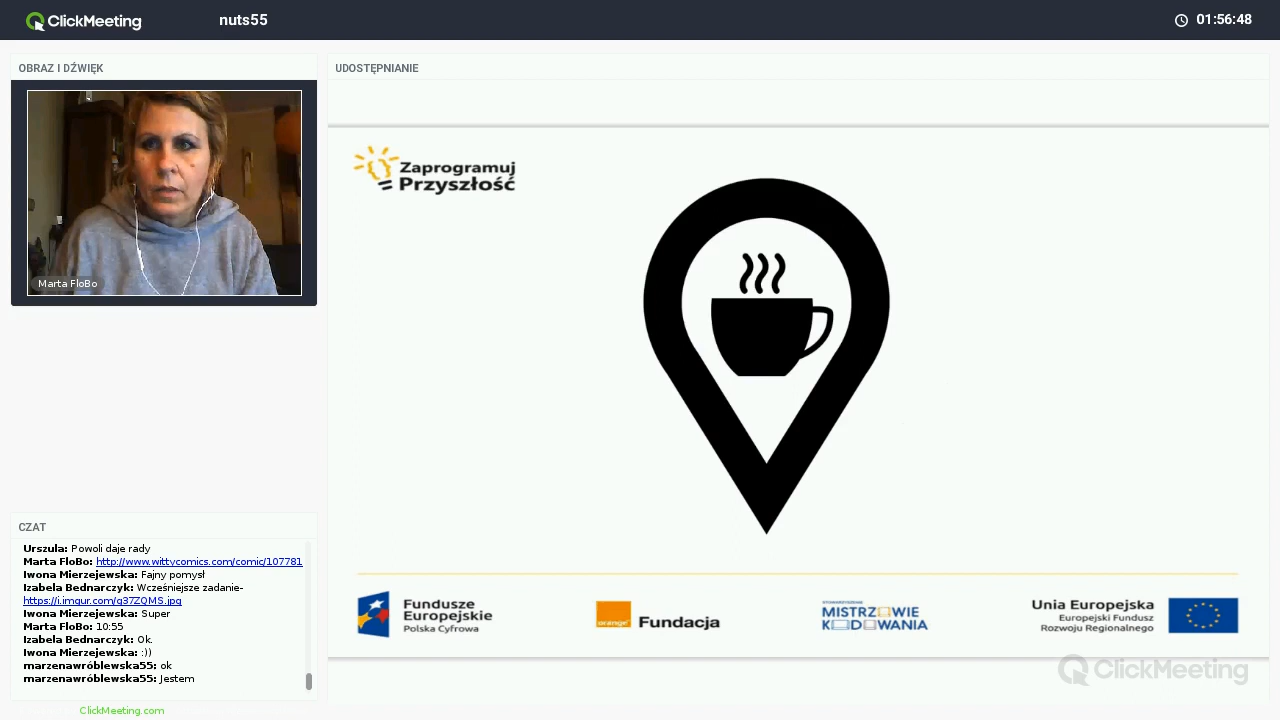 ClickMeeting
nuts55
01:56:48
OBRAZ I DŹWIĘK
UDOSTĘPNIANIE
Marta FloBo
Zaprogramuj
Przyszłość
CZAT
Urszula: Powoli daje rady
Marta FloBo: http://www.wittycomics.com/comic/107781
Iwona Mierzejewska: Fajny pomysł
Izabela Bednarczyk: Wcześniejsze zadanie-
https://i.imgur.com/q37ZQMS.jpg
Iwona Mierzejewska: Super
Marta FloBo: 10:55
Izabela Bednarczyk: Ok.
Iwona Mierzejewska: :))
marzenawróblewska55: ok
marzenawróblewska55: Jestem
Fundusze
Europejskie
Polska Cyfrowa
orange
Fundacja
STOWARZYSZENIE
MISTRZOWIE
KODOWANIA
Unia Europejska
Europejski Fundusz
Rozwoju Regionalnego
ClickMeeting
ClickMeeting.com